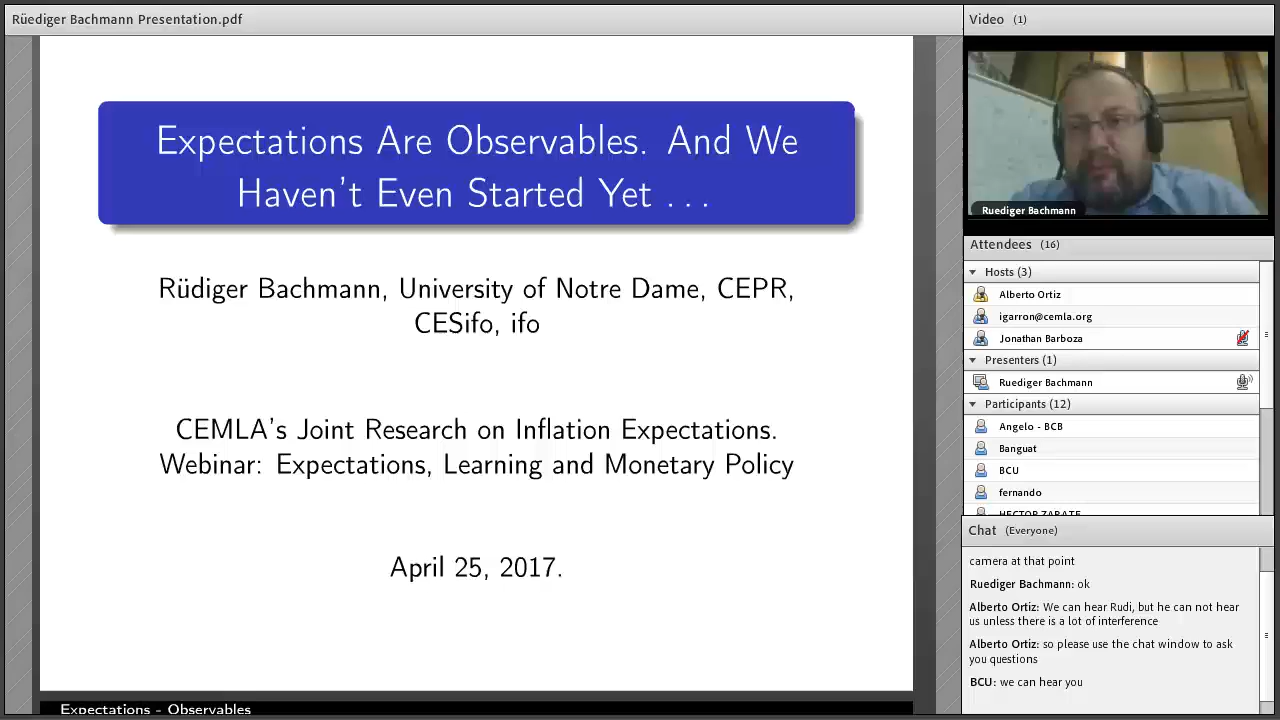 Rüediger Bachmann Presentation.pdf
Expectations Are Observables. And We
Haven't Even Started Yet . . .
Rüdiger Bachmann, University of Notre Dame, CEPR,
CESifo, ifo
CEMLA's Joint Research on Inflation Expectations.
Webinar: Expectations, Learning and Monetary Policy
April 25, 2017.
Expectations - Observables
Video (1)
Ruediger Bachmann
Attendees (16)
Hosts (3)
Alberto Ortiz
igarron@cemla.org
Jonathan Barboza
Presenters (1)
Ruediger Bachmann
Participants (12)
Angelo - BCB
Banguat
BCU
fernando
HECTOR ZARATE
Chat (Everyone)
camera at that point
Ruediger Bachmann: ok
Alberto Ortiz: We can hear Rudi, but he can not hear
us unless there is a lot of interference
Alberto Ortiz: so please use the chat window to ask
you questions
BCU: we can hear you